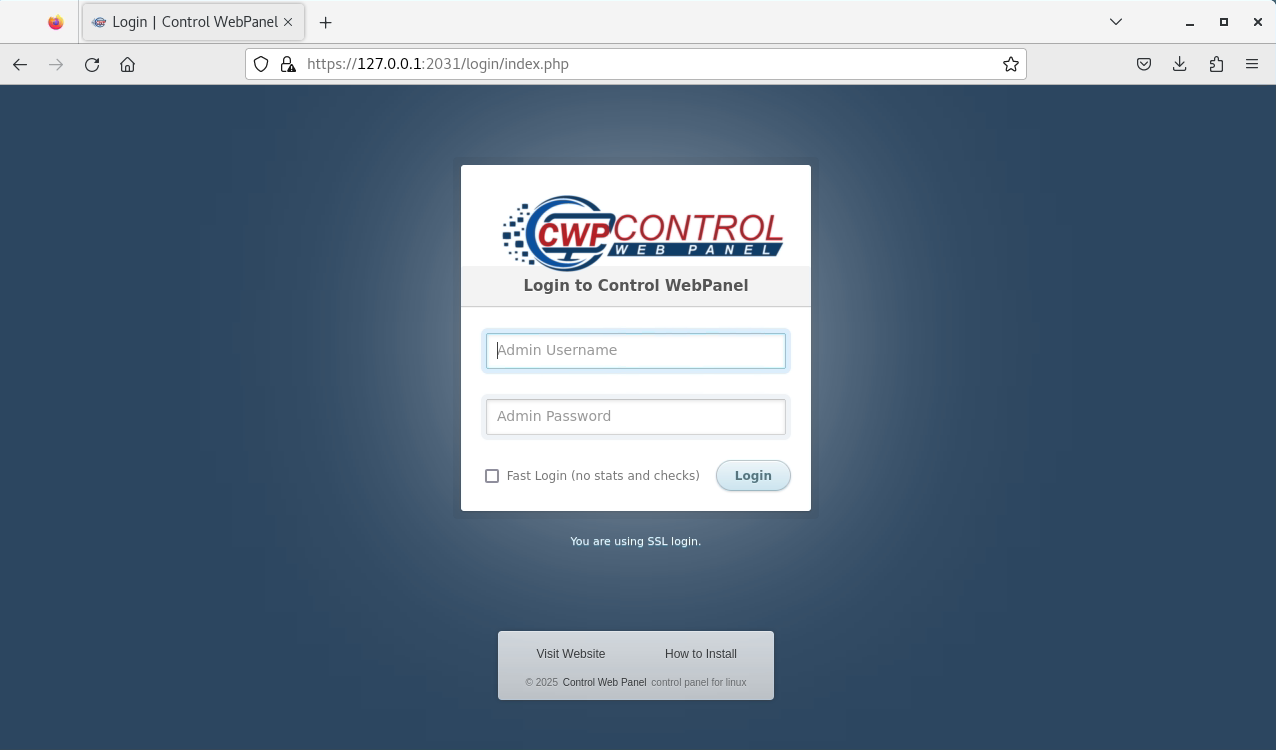 Login | Control WebPanel
https://127.0.0.1:2031/login/index.php
CWP CONTROL
WEB PANEL
Login to Control WebPanel
Admin Username
Admin Password
Fast Login (no stats and checks)
Login
You are using SSL login.
Visit Website
How to Install
© 2025 Control Web Panel control panel for linux